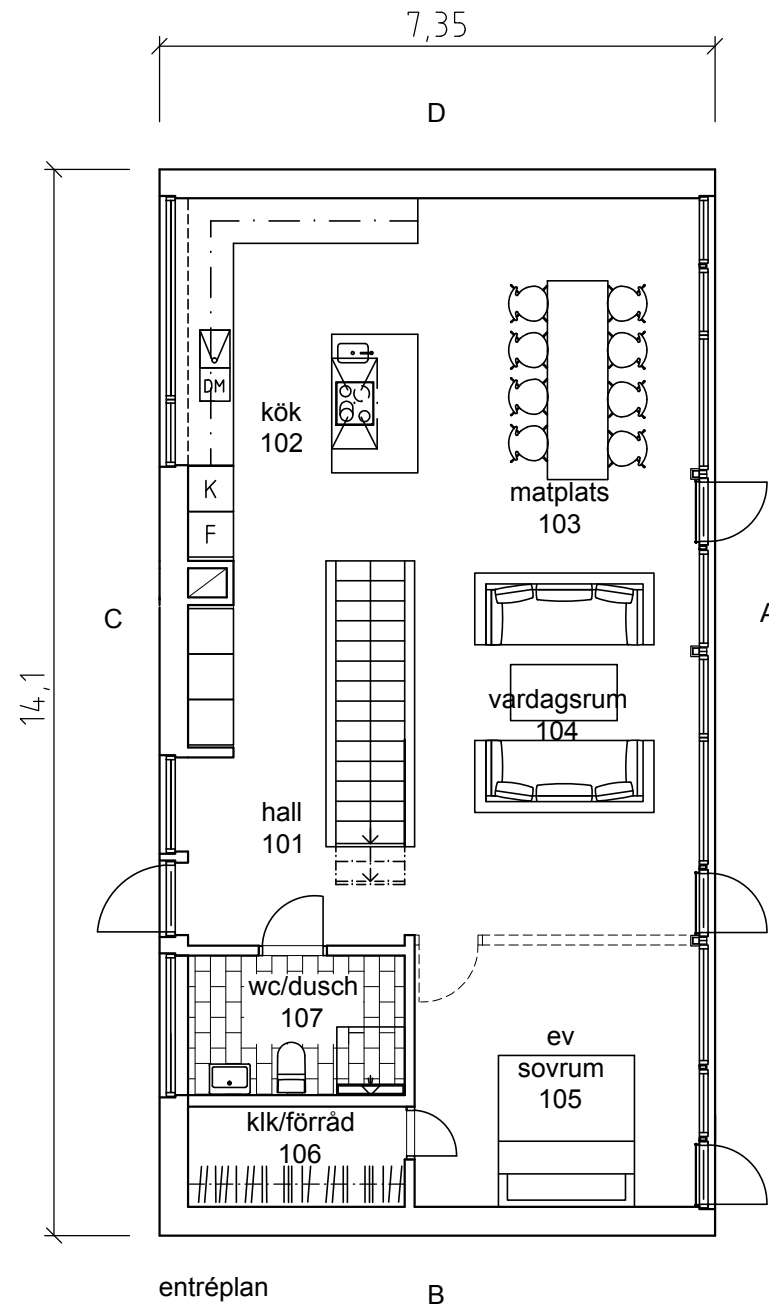 7,35
D
DM
kök
102
K
F
matplats
103
C
A
14,1
vardagsrum
104
hall
101
wc/dusch
107
ev
sovrum
105
klk/förråd
106
entréplan
B